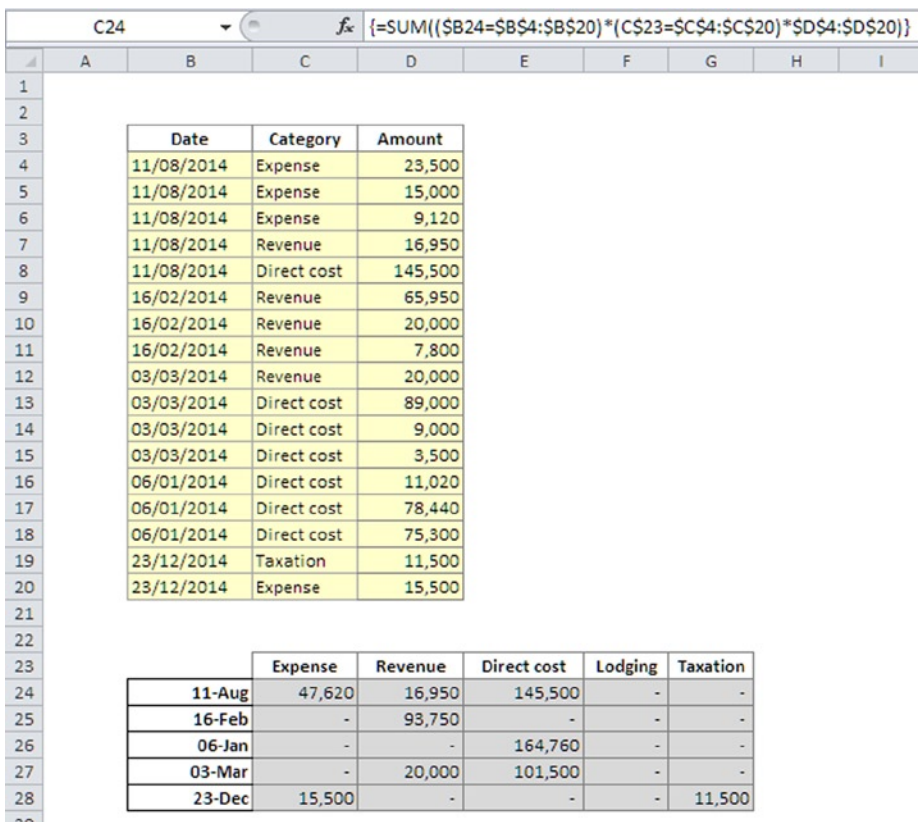 C24 fx {=SUM(($B24=$B$4:$B$20)*(C$23=$C$4:$C$20)*$D$4:$D$20)}
A B C D E F G H I
1
2
3 Date Category Amount
4 11/08/2014 Expense 23,500
5 11/08/2014 Expense 15,000
6 11/08/2014 Expense 9,120
7 11/08/2014 Revenue 16,950
8 11/08/2014 Direct cost 145,500
9 16/02/2014 Revenue 65,950
10 16/02/2014 Revenue 20,000
11 16/02/2014 Revenue 7,800
12 03/03/2014 Revenue 20,000
13 03/03/2014 Direct cost 89,000
14 03/03/2014 Direct cost 9,000
15 03/03/2014 Direct cost 3,500
16 06/01/2014 Direct cost 11,020
17 06/01/2014 Direct cost 78,440
18 06/01/2014 Direct cost 75,300
19 23/12/2014 Taxation 11,500
20 23/12/2014 Expense 15,500
21
22
23 Expense Revenue Direct cost Lodging Taxation
24 11-Aug 47,620 16,950 145,500 - -
25 16-Feb - 93,750 - - -
26 06-Jan - - 164,760 - -
27 03-Mar - 20,000 101,500 - -
28 23-Dec 15,500 - - - 11,500